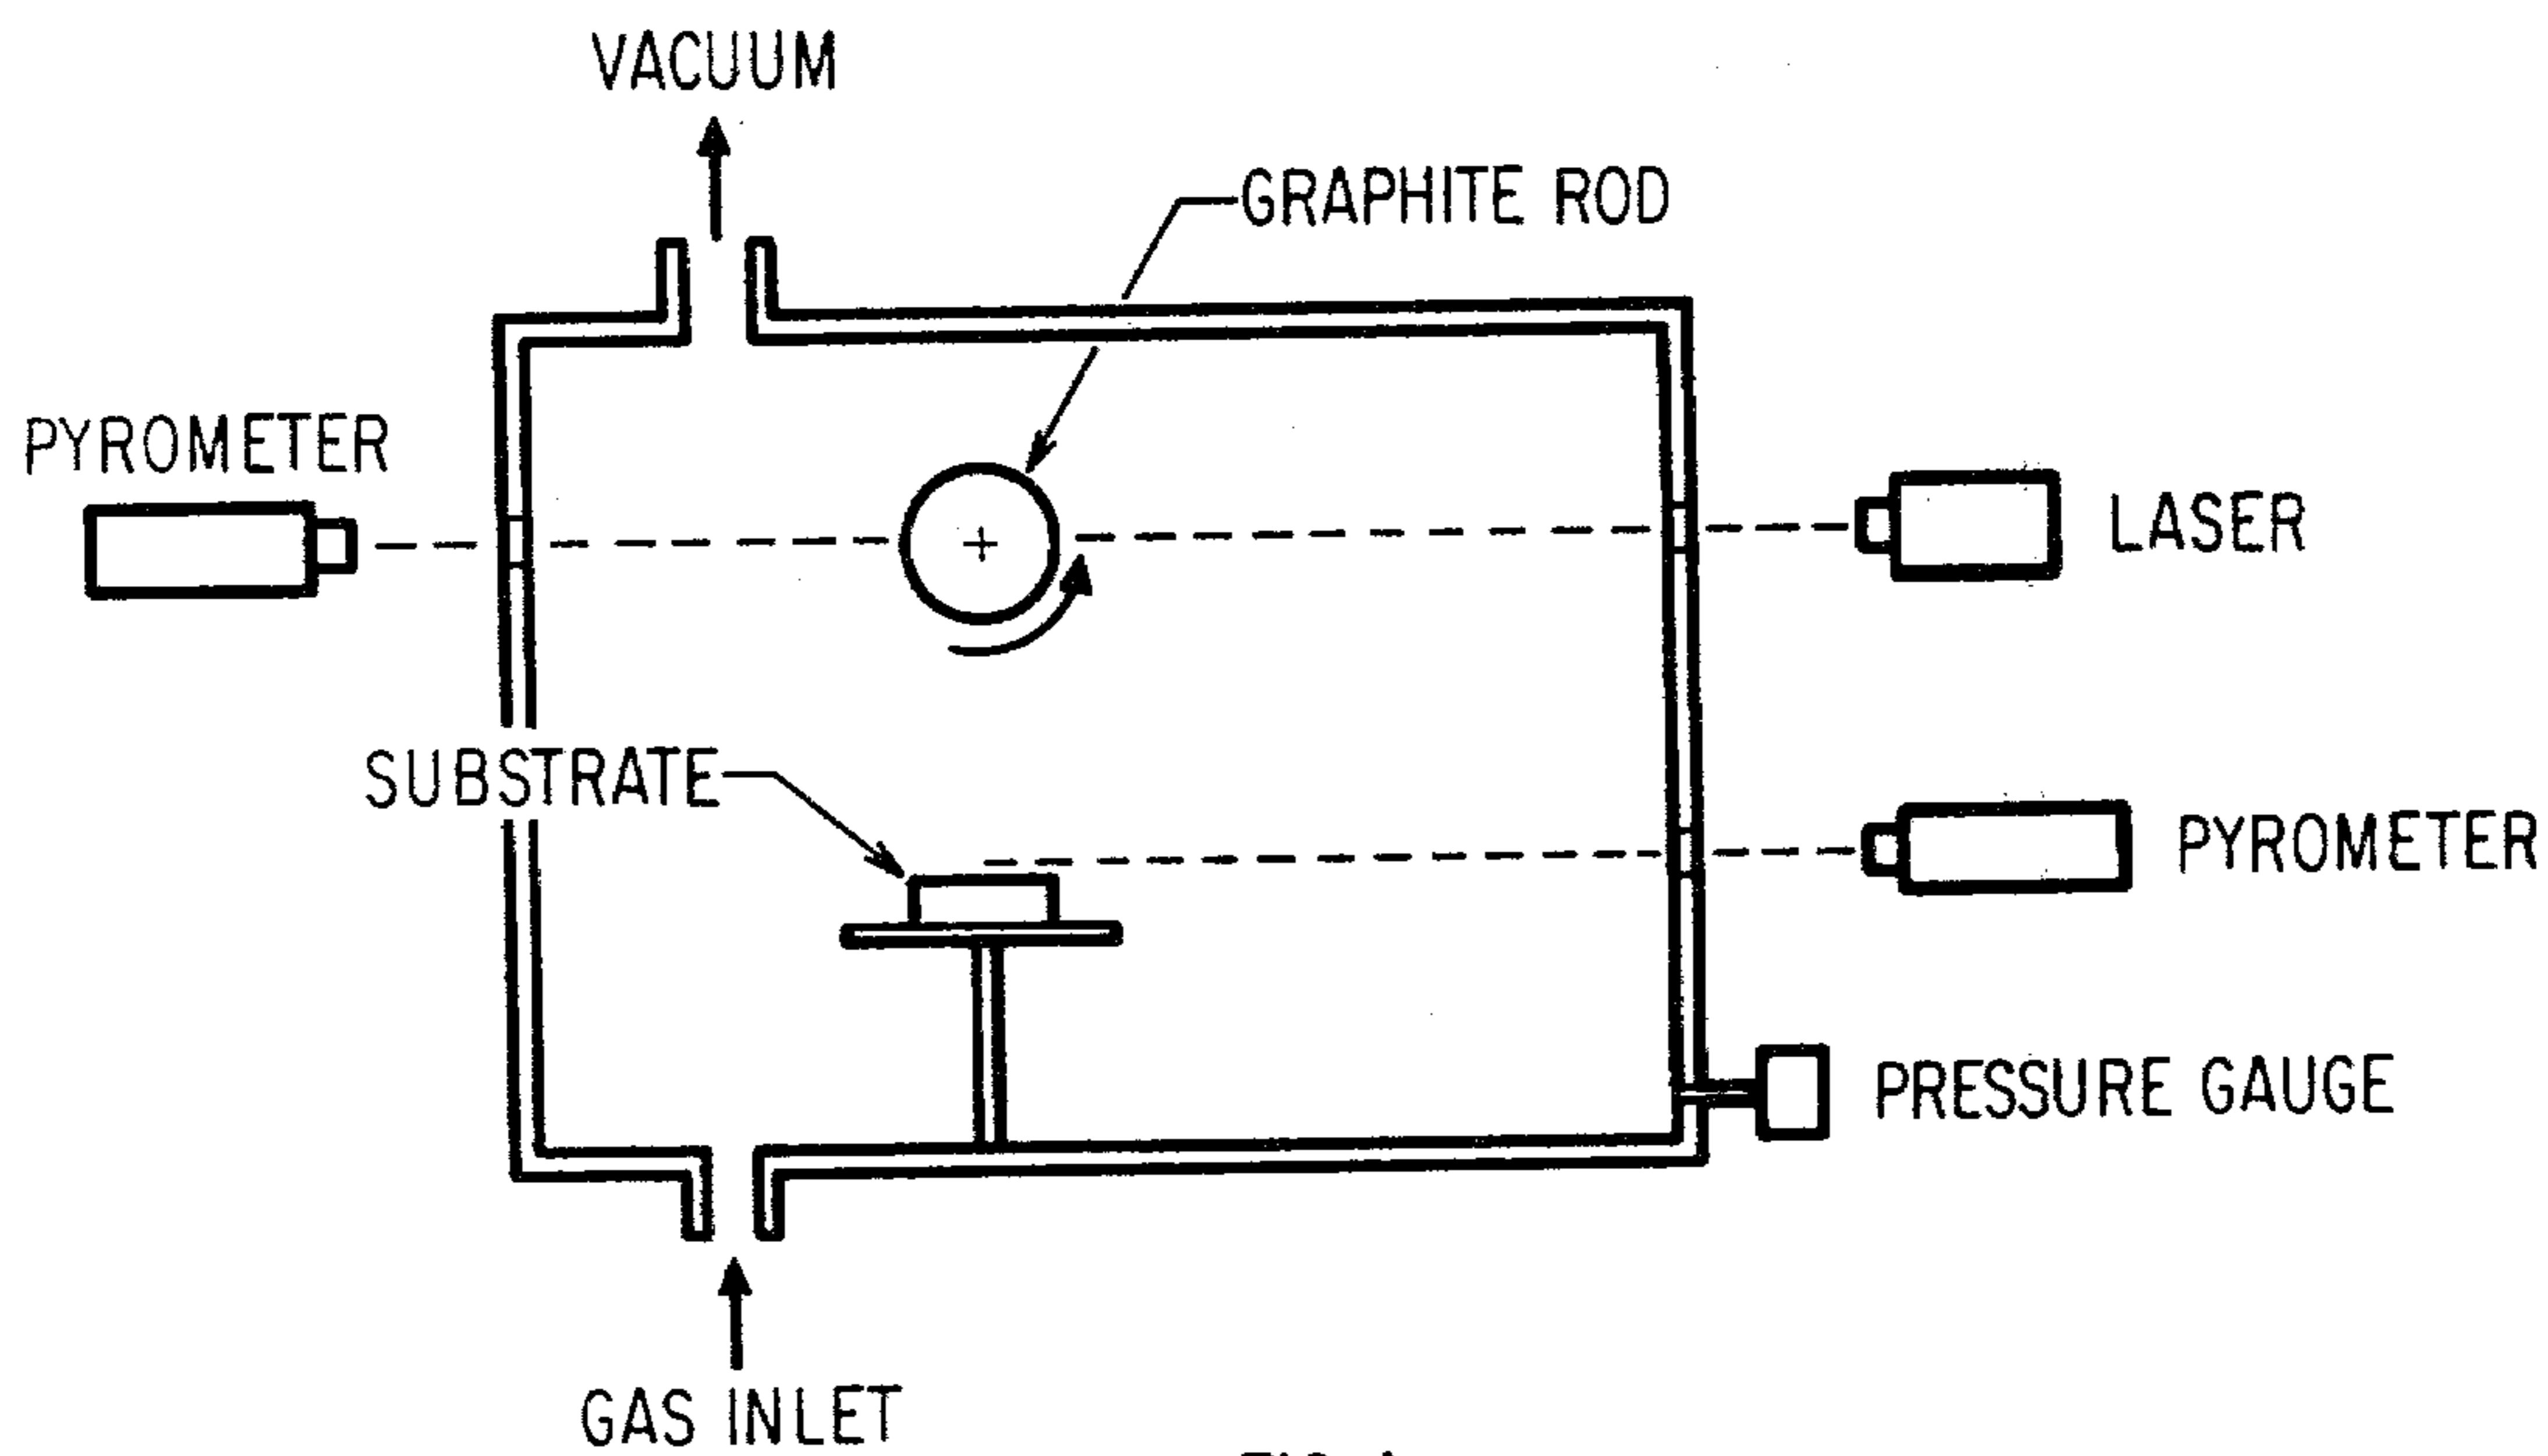 VACUUM
GRAPHITE ROD
PYROMETER
LASER
SUBSTRATE
PYROMETER
PRESSURE GAUGE
GAS INLET